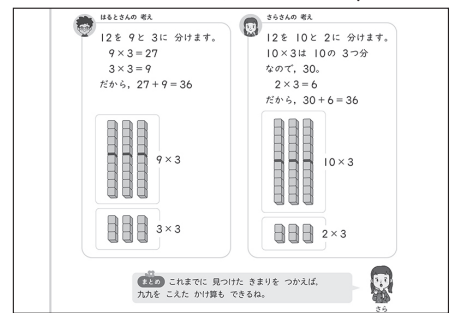 はるとさんの 考え
12を 9と 3に 分けます。
9×3=27
3×3=9
だから, 27+9=36
9×3
3×3
さらさんの 考え
12を 10と 2に 分けます。
10×3は 10の 3つ分
なので, 30。
2×3=6
だから, 30+6=36
10×3
2×3
まとめ これまでに 見つけた きまりを つかえば,
九九を こえた かけ算も できるね。
さら